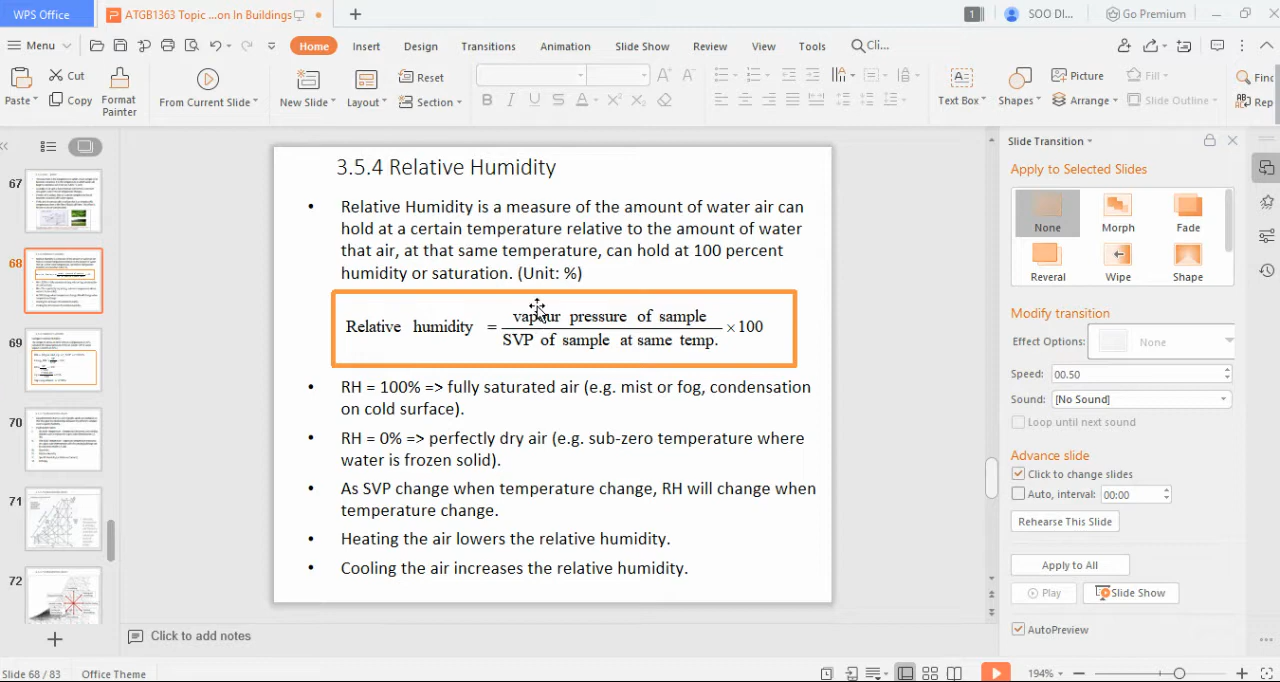 WPS Office
ATGB1363 Topic ...on In Buildings
1
SOO DI...
Go Premium
Menu
Home
Insert
Design
Transitions
Animation
Slide Show
Review
View
Tools
Cli...
Paste
Cut
Copy
Format
Painter
From Current Slide
New Slide
Layout
Reset
Section
B I U S A X² X₂
Text Box
Shapes
Picture
Arrange
Fill
Slide Outline
Find
Rep
67
68
69
70
71
72
3.5.4 Relative Humidity
• Relative Humidity is a measure of the amount of water air can
hold at a certain temperature relative to the amount of water
that air, at that same temperature, can hold at 100 percent
humidity or saturation. (Unit: %)
Relative humidity = vapour pressure of sample
SVP of sample at same temp. ×100
• RH = 100% => fully saturated air (e.g. mist or fog, condensation
on cold surface).
• RH = 0%=> perfect dry air (e.g. sub-zero temperature where
water is frozen solid).
• As SVP change when temperature change, RH will change when
temperature change.
• Heating the air lowers the relative humidity.
• Cooling the air increases the relative humidity.
Click to add notes
Slide Transition
Apply to Selected Slides
None
Morph
Fade
Reveral
Wipe
Shape
Modify transition
Effect Options: None
Speed: 00.50
Sound: [No Sound]
Loop until next sound
Advance slide
Click to change slides
Auto, interval: 00:00
Rehearse This Slide
Apply to All
Play
Slide Show
AutoPreview
Slide 68 / 83
Office Theme
194%